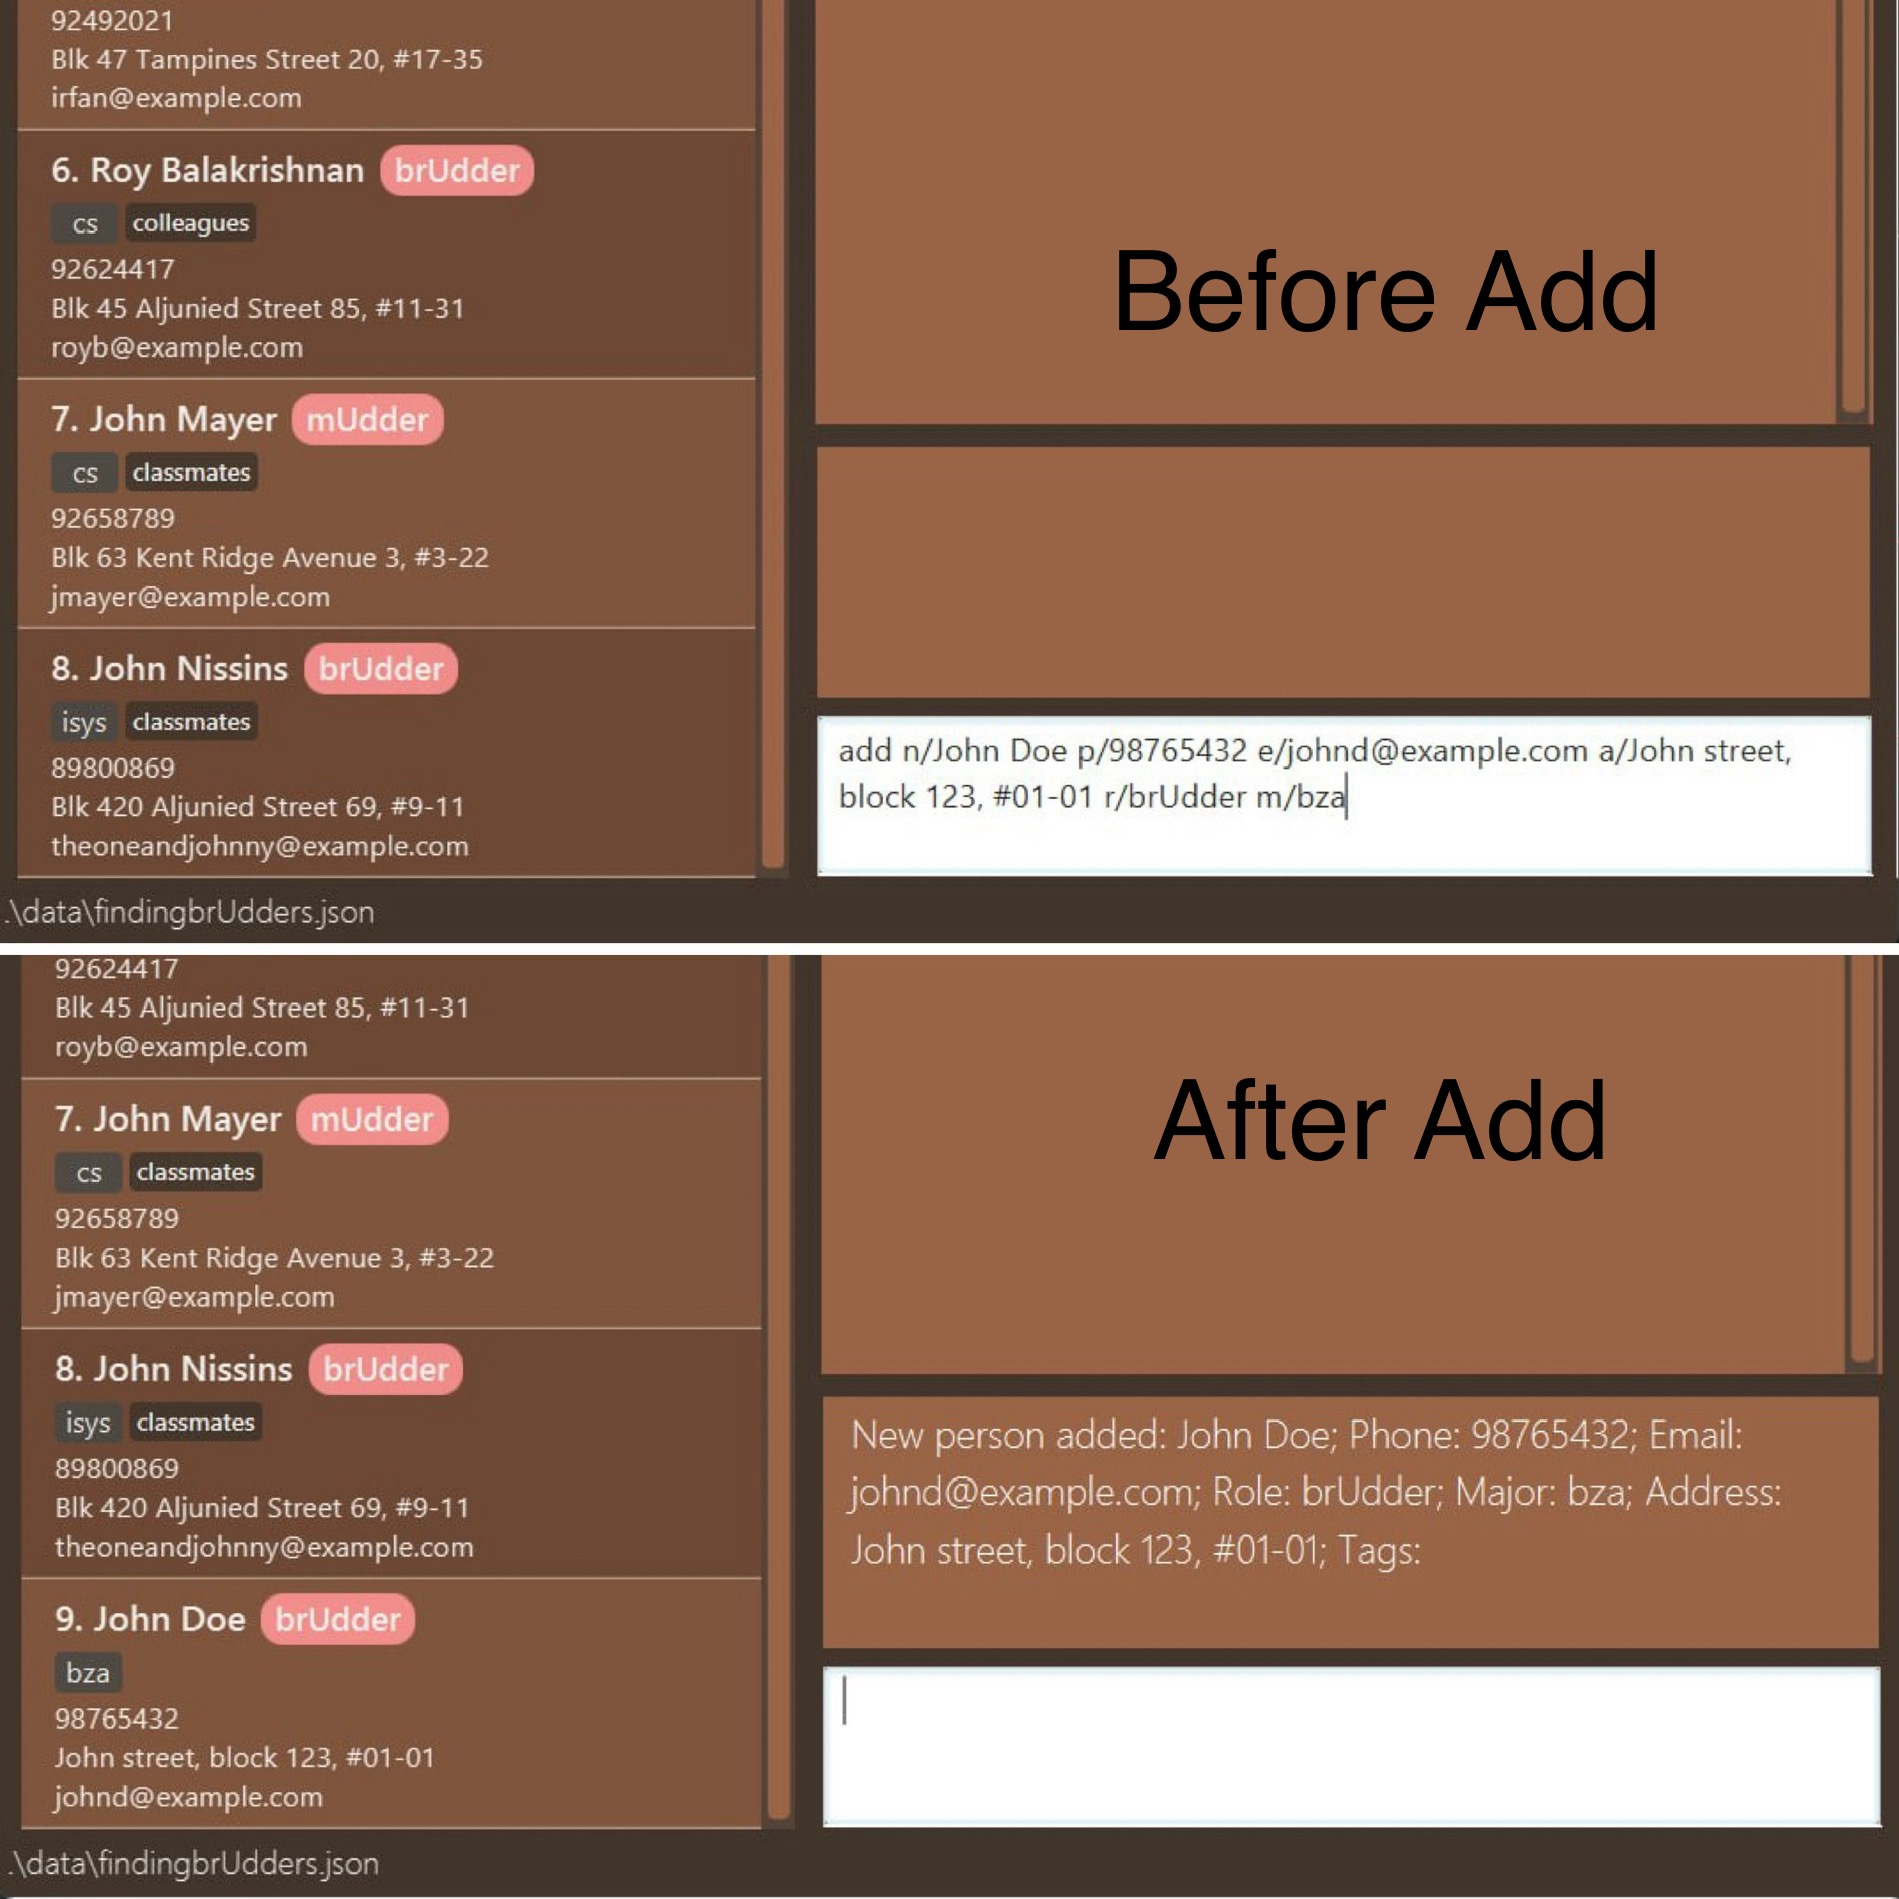 92492021
Blk 47 Tampines Street 20, #17-35
irfan@example.com
6. Roy Balakrishnan brUdder
cs colleagues
92624417
Blk 45 Aljunied Street 85, #11-31
royb@example.com
7. John Mayer mUdder
cs classmates
92658789
Blk 63 Kent Ridge Avenue 3, #3-22
jmayer@example.com
8. John Nissins brUdder
isys classmates
89800869
Blk 420 Aljunied Street 69, #9-11
theoneandjohnny@example.com
Before Add
add n/John Doe p/98765432 e/johnd@example.com a/John street,
block 123, #01-01 r/brUdder m/bza
.\data\findingbrUdders.json
92624417
Blk 45 Aljunied Street 85, #11-31
royb@example.com
7. John Mayer mUdder
cs classmates
92658789
Blk 63 Kent Ridge Avenue 3, #3-22
jmayer@example.com
8. John Nissins brUdder
isys classmates
89800869
Blk 420 Aljunied Street 69, #9-11
theoneandjohnny@example.com
9. John Doe brUdder
bza
98765432
John street, block 123, #01-01
johnd@example.com
After Add
New person added: John Doe; Phone: 98765432; Email:
johnd@example.com; Role: brUdder; Major: bza; Address:
John street, block 123, #01-01; Tags:
.\data\findingbrUdders.json